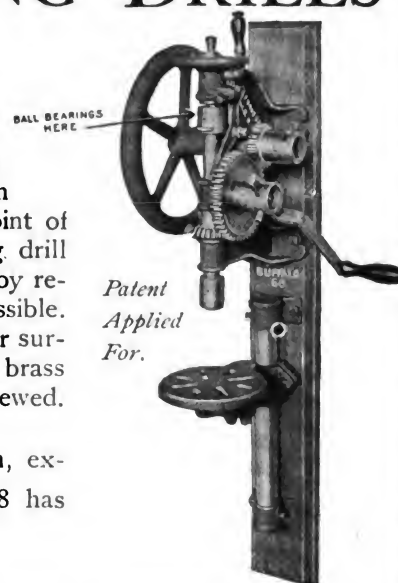 NG DRILLS
BALL BEARINGS
HERE
n
oint of
g drill
by re-
ssible.
r sur-
brass
ewed.
n, ex-
8 has
Patent
Applied
For.
BUFFALO
68